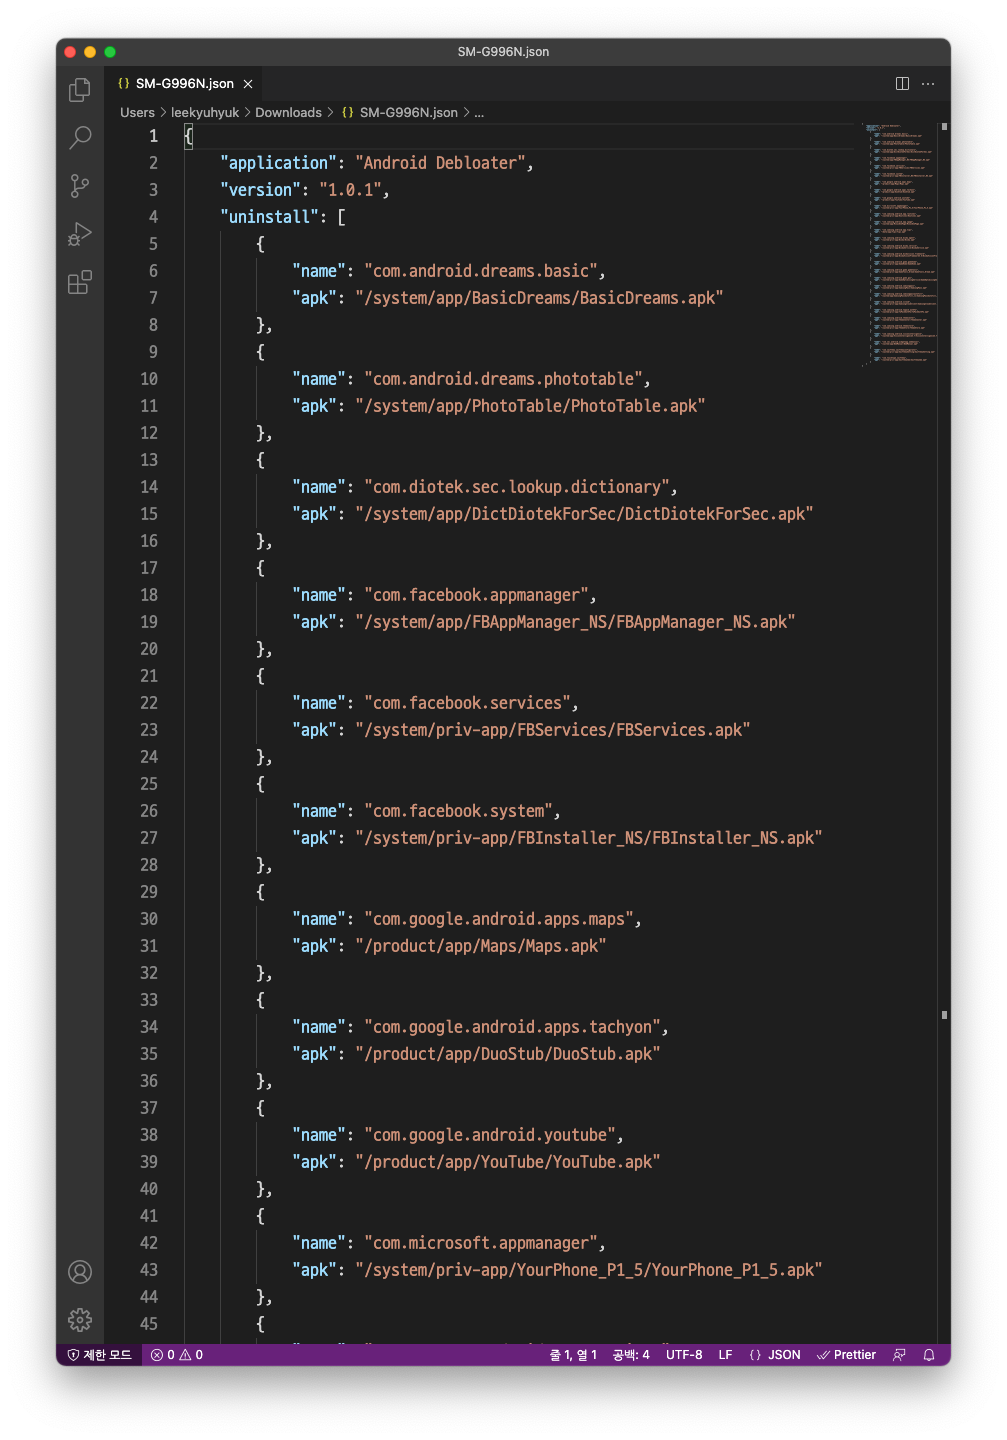 SM-G996N.json
{} SM-G996N.json ×
Users > leekyuhyuk > Downloads > {} SM-G996N.json > ...
1 {
2 "application": "Android Debloater",
3 "version": "1.0.1",
4 "uninstall": [
5 {
6 "name": "com.android.dreams.basic",
7 "apk": "/system/app/BasicDreams/BasicDreams.apk"
8 },
9 {
10 "name": "com.android.dreams.phototable",
11 "apk": "/system/app/PhotoTable/PhotoTable.apk"
12 },
13 {
14 "name": "com.diotek.sec.lookup.dictionary",
15 "apk": "/system/app/DictDiotekForSec/DictDiotekForSec.apk"
16 },
17 {
18 "name": "com.facebook.appmanager",
19 "apk": "/system/app/FBAppManager_NS/FBAppManager_NS.apk"
20 },
21 {
22 "name": "com.facebook.services",
23 "apk": "/system/priv-app/FBServices/FBServices.apk"
24 },
25 {
26 "name": "com.facebook.system",
27 "apk": "/system/priv-app/FBInstaller_NS/FBInstaller_NS.apk"
28 },
29 {
30 "name": "com.google.android.apps.maps",
31 "apk": "/product/app/Maps/Maps.apk"
32 },
33 {
34 "name": "com.google.android.apps.tachyon",
35 "apk": "/product/app/DuoStub/DuoStub.apk"
36 },
37 {
38 "name": "com.google.android.youtube",
39 "apk": "/product/app/YouTube/YouTube.apk"
40 },
41 {
42 "name": "com.microsoft.appmanager",
43 "apk": "/system/priv-app/YourPhone_P1_5/YourPhone_P1_5.apk"
44 },
45 {
제한 모드 0 0 줄 1, 열 1 공백: 4 UTF-8 LF {} JSON Prettier